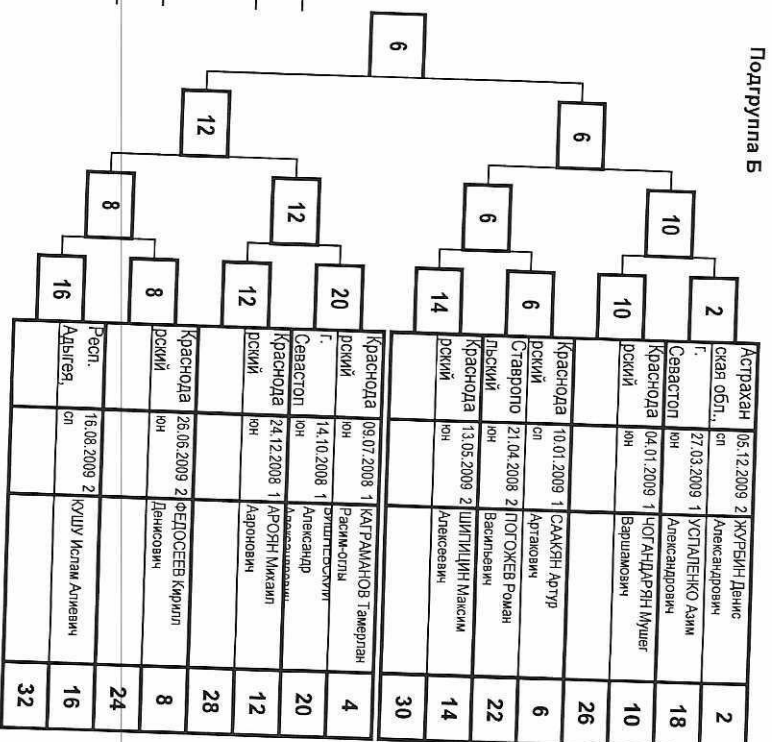 Подгруппа Б
Астрахан
ская обл.,
05.12.2009 2
сп
ЖУРБИН Денис
Александрович
2
г.
Севастоп
27.03.2009 1
юн
УСПАЛЕНКО Азим
Александрович
18
Краснода
рский
04.01.2009 1
юн
ЧОГАНДАРЯН Мушег
Варшамович
10
26
Краснода
рский
10.01.2009 1
сп
СААКЯН Артур
Артакович
6
Ставропо
льский
21.04.2008 2
юн
ПОГОЖЕВ Роман
Васильевич
22
Краснода
рский
13.05.2009 2
юн
ШИПИЦИН Максим
Алексеевич
14
30
Краснода
рский
09.07.2008 1
юн
КАГРАМАНОВ Тамерлан
Расим-оглы
4
г.
Севастоп
14.10.2008 1
юн
Александр
20
Краснода
рский
24.12.2008 1
юн
АРОЯН Михаил
Ааронович
12
28
Краснода
рский
26.06.2009 2
юн
ФЕДОСЕЕВ Кирилл
Денисович
8
24
Респ.
Адыгея,
16.08.2009 2
сп
КУШУ Ислам Алиевич
16
32
2
10
6
14
20
12
8
16
10
6
12
8
6
12
6